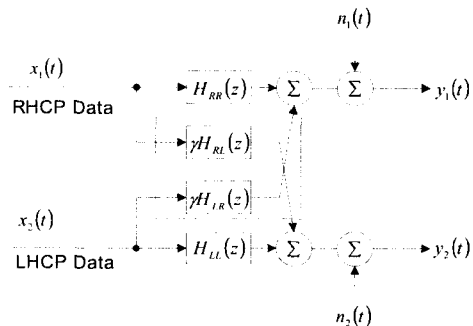 n₁(t)
x₁(t)
H_RR(z) Σ Σ y₁(t)
RHCP Data
γH_RL(z)
γH_LR(z)
x₂(t)
H_LL(z) Σ Σ y₂(t)
LHCP Data
n₂(t)